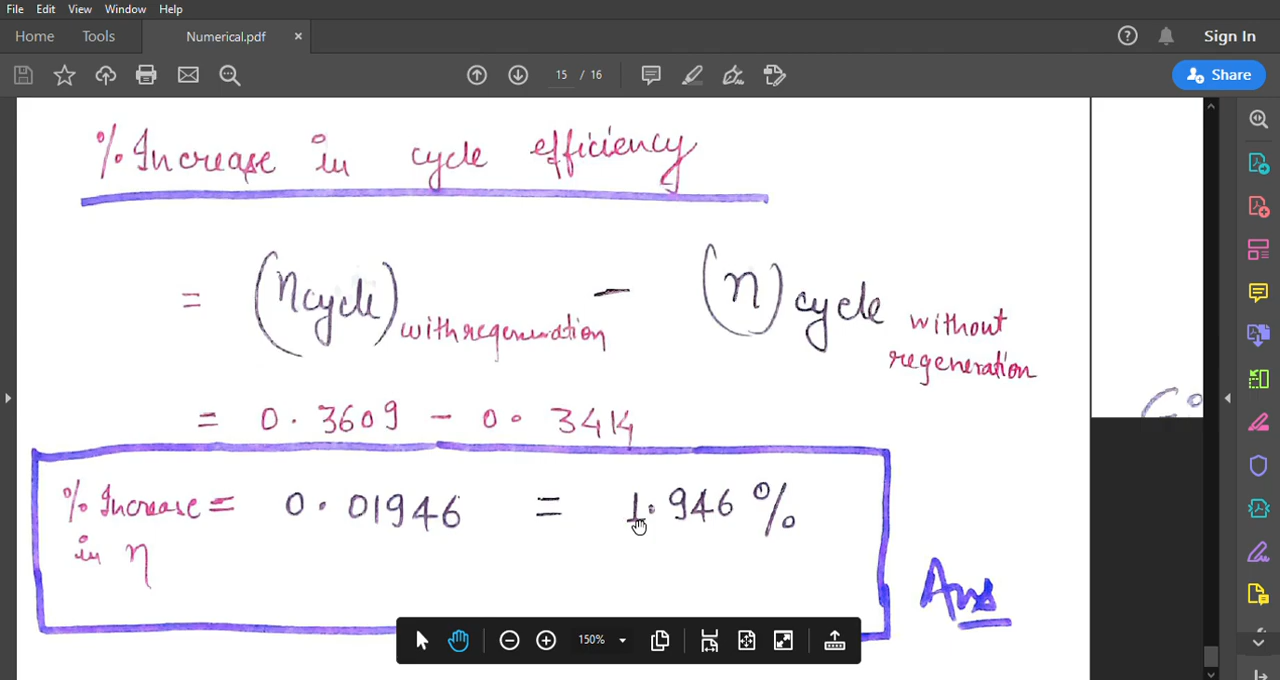 File Edit View Window Help
Home Tools Numerical.pdf × Sign In
15 / 16 Share
% Increase in cycle efficiency
= (ηcycle) with regeneration − (η) cycle without regeneration
= 0.3609 - 0.3414
% Increase = 0.01946 = 1.946 %
in η
Ans
150%